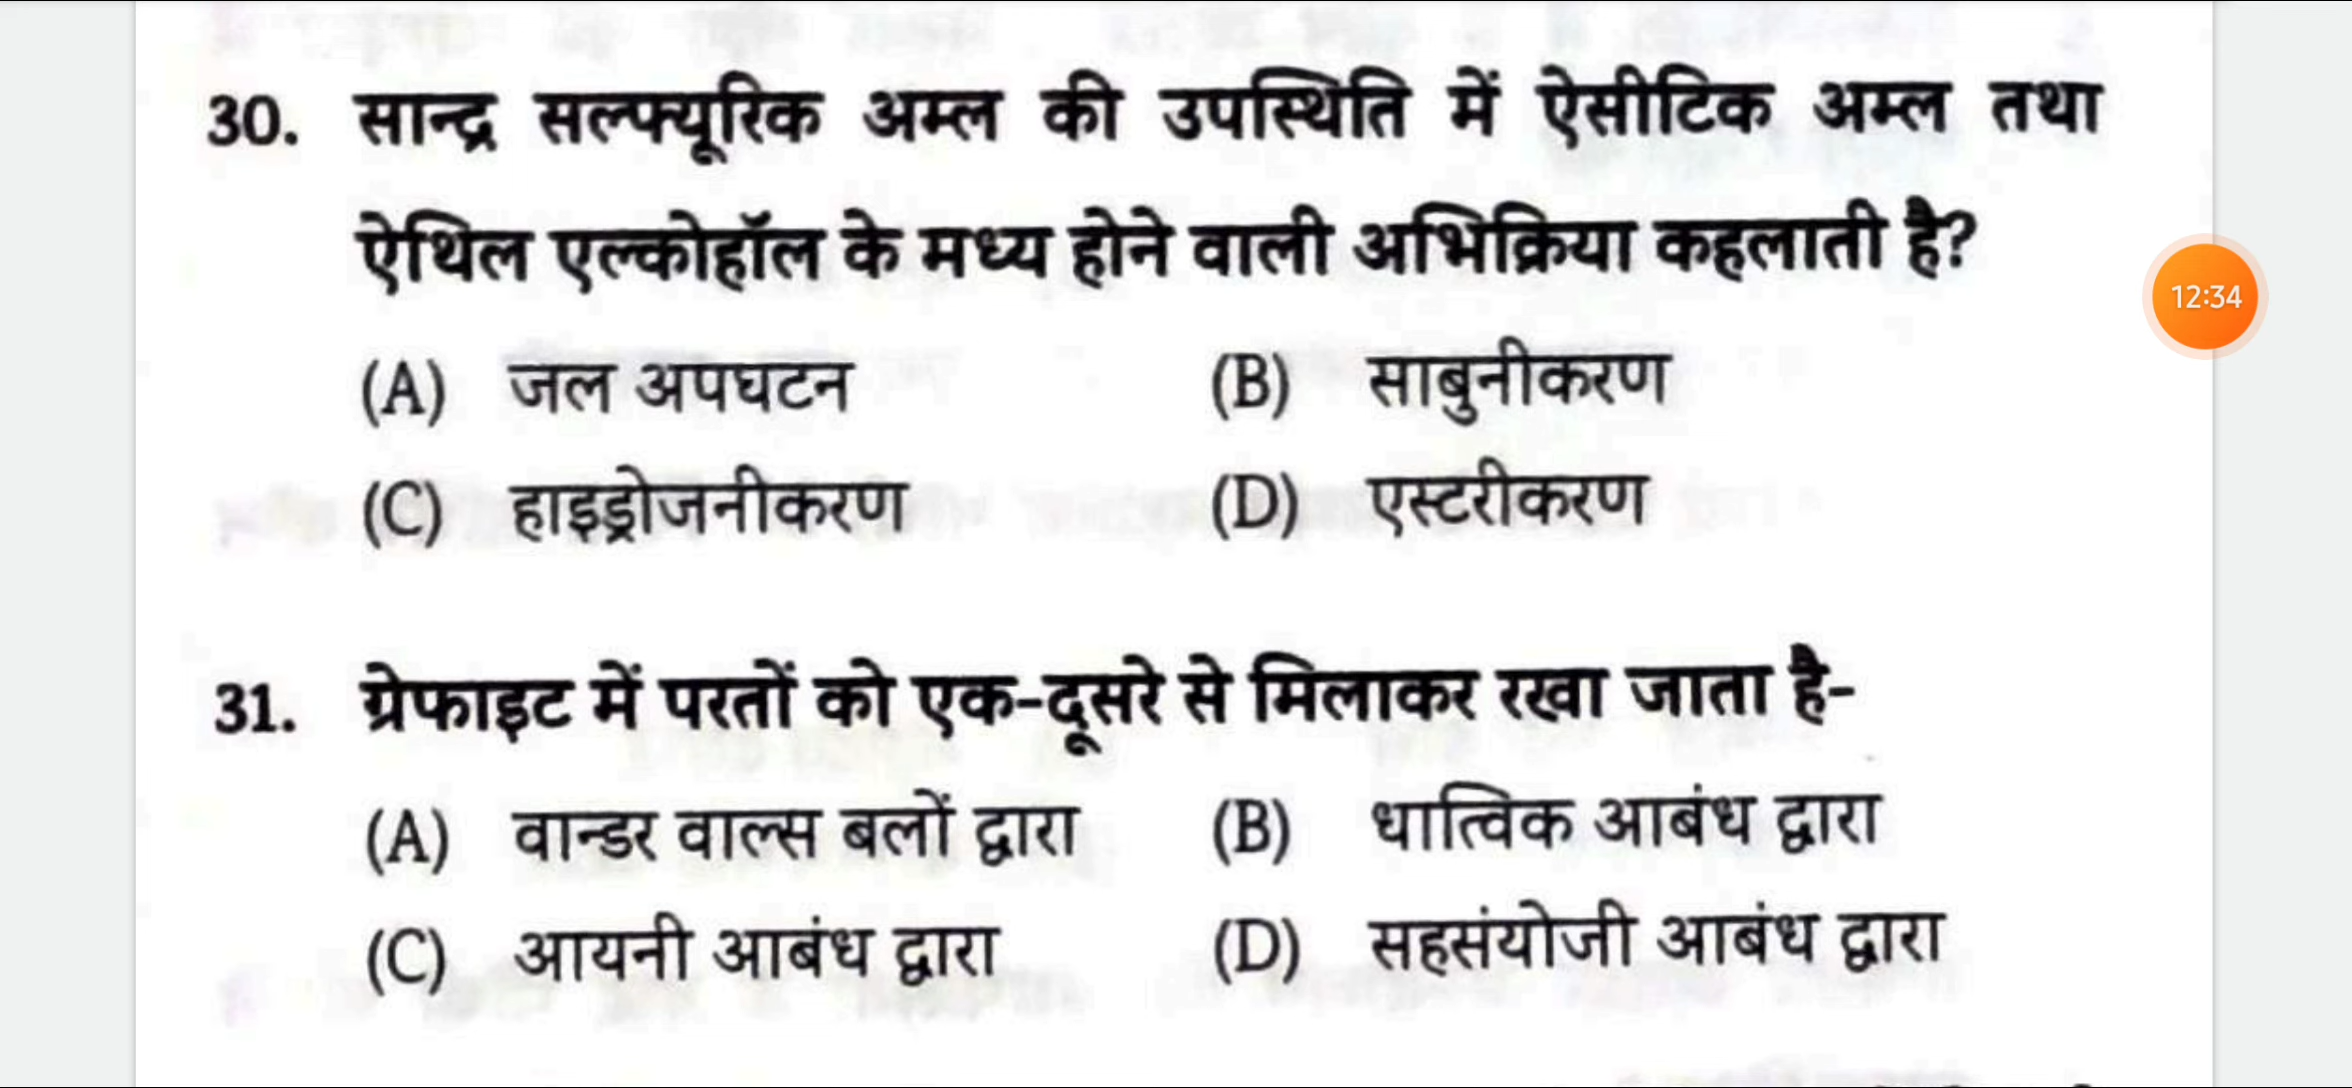 30. सान्द्र सल्फ्यूरिक अम्ल की उपस्थिति में ऐसीटिक अम्ल तथा
ऐथिल एल्कोहॉल के मध्य होने वाली अभिक्रिया कहलाती है?
12:34
(A) जल अपघटन (B) साबुनीकरण
(C) हाइड्रोजनीकरण (D) एस्टरीकरण
31. ग्रेफाइट में परतों को एक-दूसरे से मिलाकर रखा जाता है-
(A) वान्डर वाल्स बलों द्वारा (B) धात्विक आबंध द्वारा
(C) आयनी आबंध द्वारा (D) सहसंयोजी आबंध द्वारा